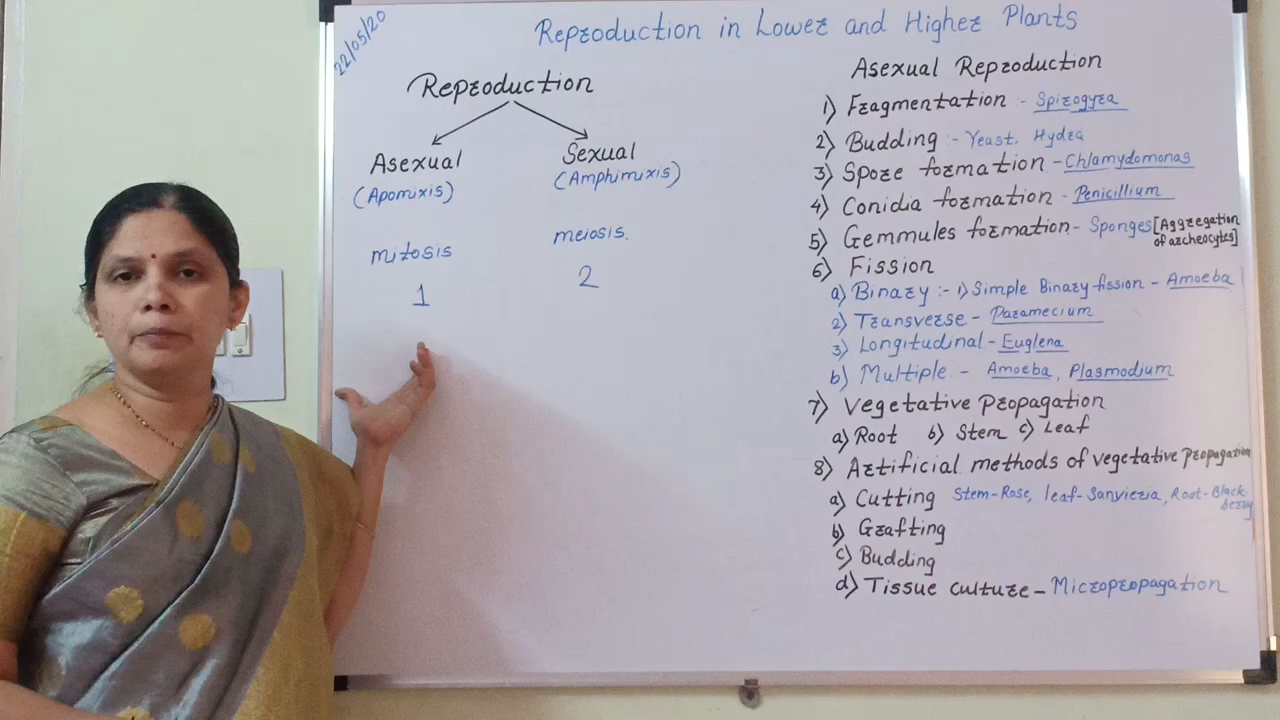 22/05/20
Reproduction in Lower and Higher Plants
Reproduction
Asexual
(Apomixis)
mitosis
1
Sexual
(Amphimixis)
meiosis.
2
Asexual Reproduction
1) Fragmentation :- Spirogyra
2) Budding :- Yeast, Hydra
3) Spore formation - Chlamydomonas
4) Conidia formation - Penicillium
5) Gemmules formation - Sponges [Aggregation
of archeocytes]
6) Fission
a) Binary :- 1) Simple Binary fission - Amoeba
2) Transverse - Paramecium
3) Longitudinal - Euglena
b) Multiple - Amoeba, Plasmodium
7) Vegetative Propagation
a) Root b) Stem c) Leaf
8) Artificial methods of vegetative propagation
a) Cutting Stem-Rose, leaf-Sanvieria, Root-Black
berry
b) Grafting
c) Budding
d) Tissue culture - Micropropagation